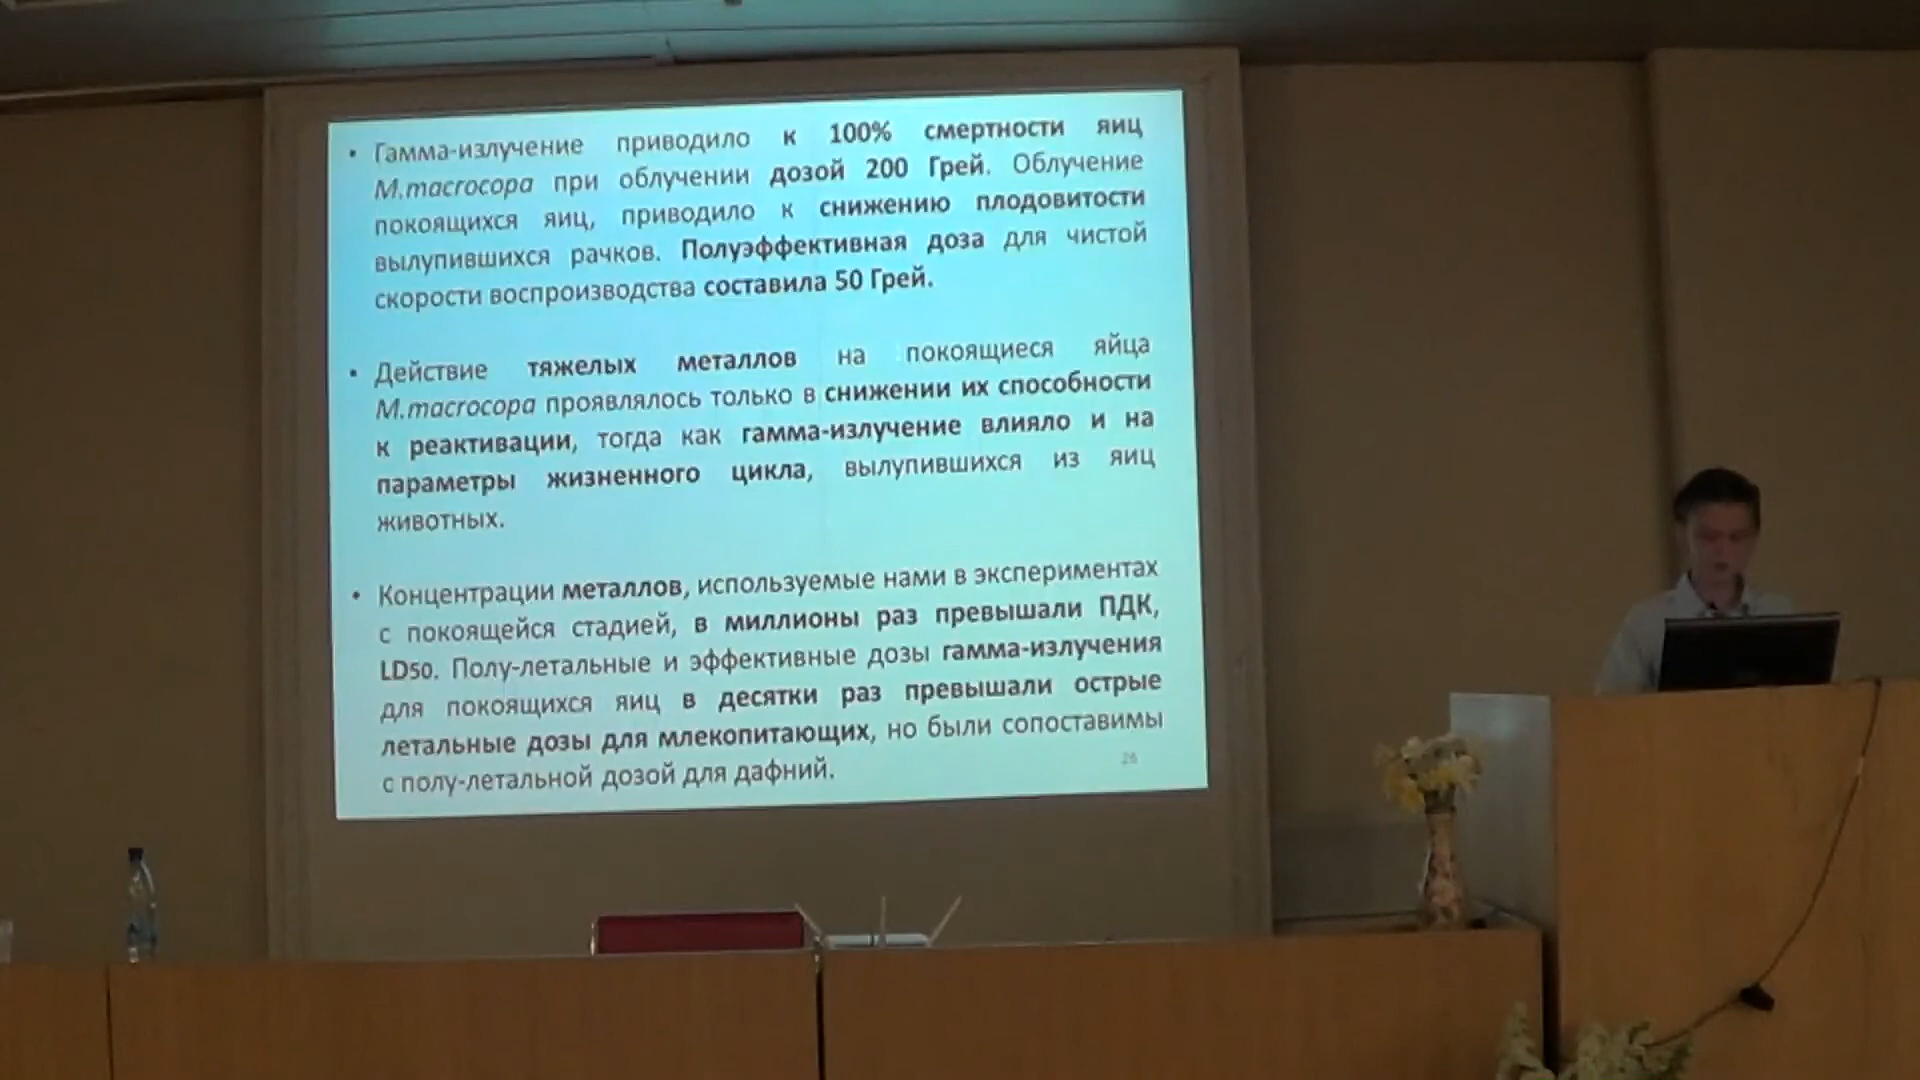 • Гамма-излучение приводило к 100% смертности яиц
M.macrocopa при облучении дозой 200 Грей. Облучение
покоящихся яиц, приводило к снижению плодовитости
вылупившихся рачков. Полуэффективная доза для чистой
скорости воспроизводства составила 50 Грей.
• Действие тяжелых металлов на покоящиеся яйца
M.macrocopa проявлялось только в снижении их способности
к реактивации, тогда как гамма-излучение влияло и на
параметры жизненного цикла, вылупившихся из яиц
животных.
• Концентрации металлов, используемые нами в экспериментах
с покоящейся стадией, в миллионы раз превышали ПДК,
LD50. Полу-летальные и эффективные дозы гамма-излучения
для покоящихся яиц в десятки раз превышали острые
летальные дозы для млекопитающих, но были сопоставимы
с полу-летальной дозой для дафний.
26